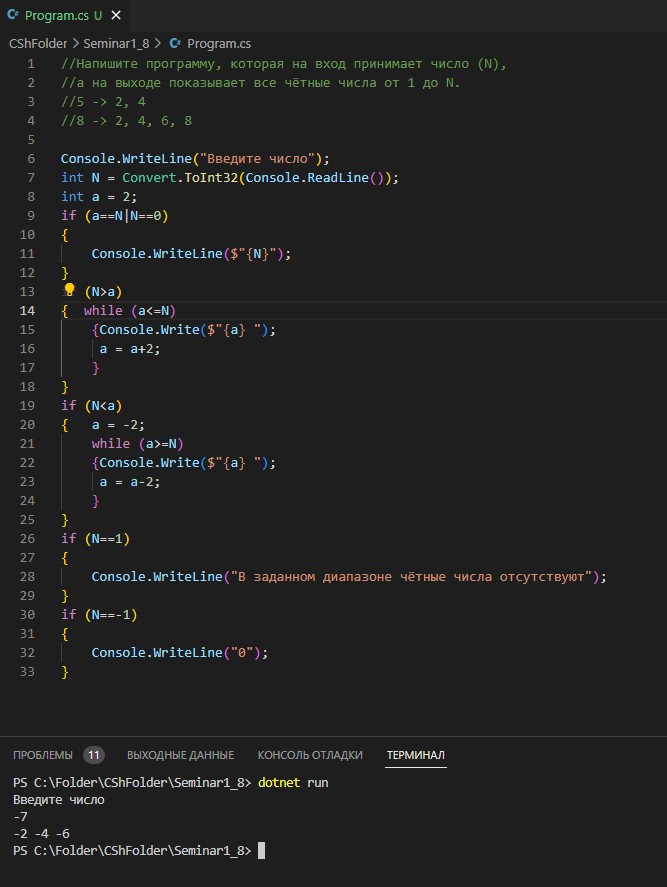 Program.cs U
CShFolder > Seminar1_8 > Program.cs
1 //Напишите программу, которая на вход принимает число (N),
2 //а на выходе показывает все чётные числа от 1 до N.
3 //5 -> 2, 4
4 //8 -> 2, 4, 6, 8
5
6 Console.WriteLine("Введите число");
7 int N = Convert.ToInt32(Console.ReadLine());
8 int a = 2;
9 if (a==N|N==0)
10 {
11 Console.WriteLine($"{N}");
12 }
13 (N>a)
14 { while (a<=N)
15 {Console.Write($"{a} ");
16 a = a+2;
17 }
18 }
19 if (N<a)
20 { a = -2;
21 while (a>=N)
22 {Console.Write($"{a} ");
23 a = a-2;
24 }
25 }
26 if (N==1)
27 {
28 Console.WriteLine("В заданном диапазоне чётные числа отсутствуют");
29 }
30 if (N==-1)
31 {
32 Console.WriteLine("0");
33 }
ПРОБЛЕМЫ 11 ВЫХОДНЫЕ ДАННЫЕ КОНСОЛЬ ОТЛАДКИ ТЕРМИНАЛ
PS C:\Folder\CShFolder\Seminar1_8> dotnet run
Введите число
-7
-2 -4 -6
PS C:\Folder\CShFolder\Seminar1_8>